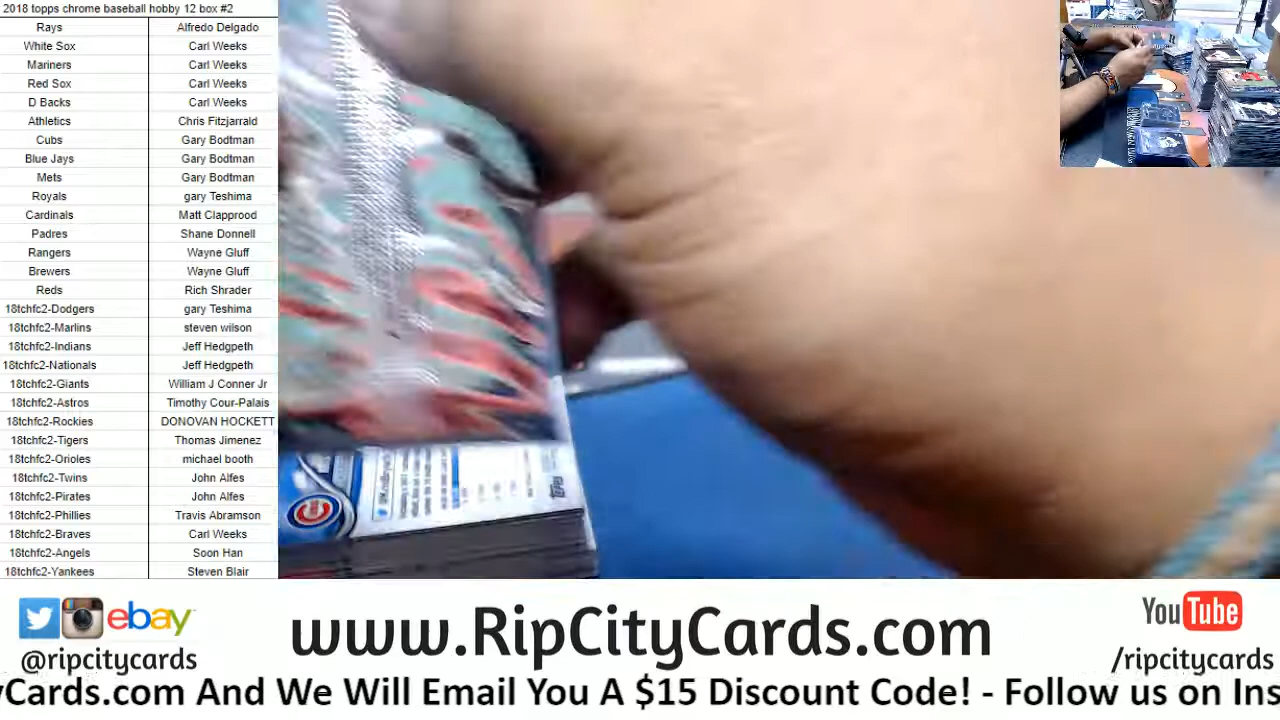 2018 topps chrome baseball hobby 12 box #2
Rays Alfredo Delgado
White Sox Carl Weeks
Mariners Carl Weeks
Red Sox Carl Weeks
D Backs Carl Weeks
Athletics Chris Fitzjarrald
Cubs Gary Bodtman
Blue Jays Gary Bodtman
Mets Gary Bodtman
Royals gary Teshima
Cardinals Matt Clapprood
Padres Shane Donnell
Rangers Wayne Gluff
Brewers Wayne Gluff
Reds Rich Shrader
18tchfc2-Dodgers gary Teshima
18tchfc2-Marlins steven wilson
18tchfc2-Indians Jeff Hedgpeth
18tchfc2-Nationals Jeff Hedgpeth
18tchfc2-Giants William J Conner Jr
18tchfc2-Astros Timothy Cour-Palais
18tchfc2-Rockies DONOVAN HOCKETT
18tchfc2-Tigers Thomas Jimenez
18tchfc2-Orioles michael booth
18tchfc2-Twins John Alfes
18tchfc2-Pirates John Alfes
18tchfc2-Phillies Travis Abramson
18tchfc2-Braves Carl Weeks
18tchfc2-Angels Soon Han
18tchfc2-Yankees Steven Blair
Topps
ebay
@ripcitycards
www.RipCityCards.com
YouTube
/ripcitycards
yCards.com And We Will Email You A $15 Discount Code! - Follow us on Ins